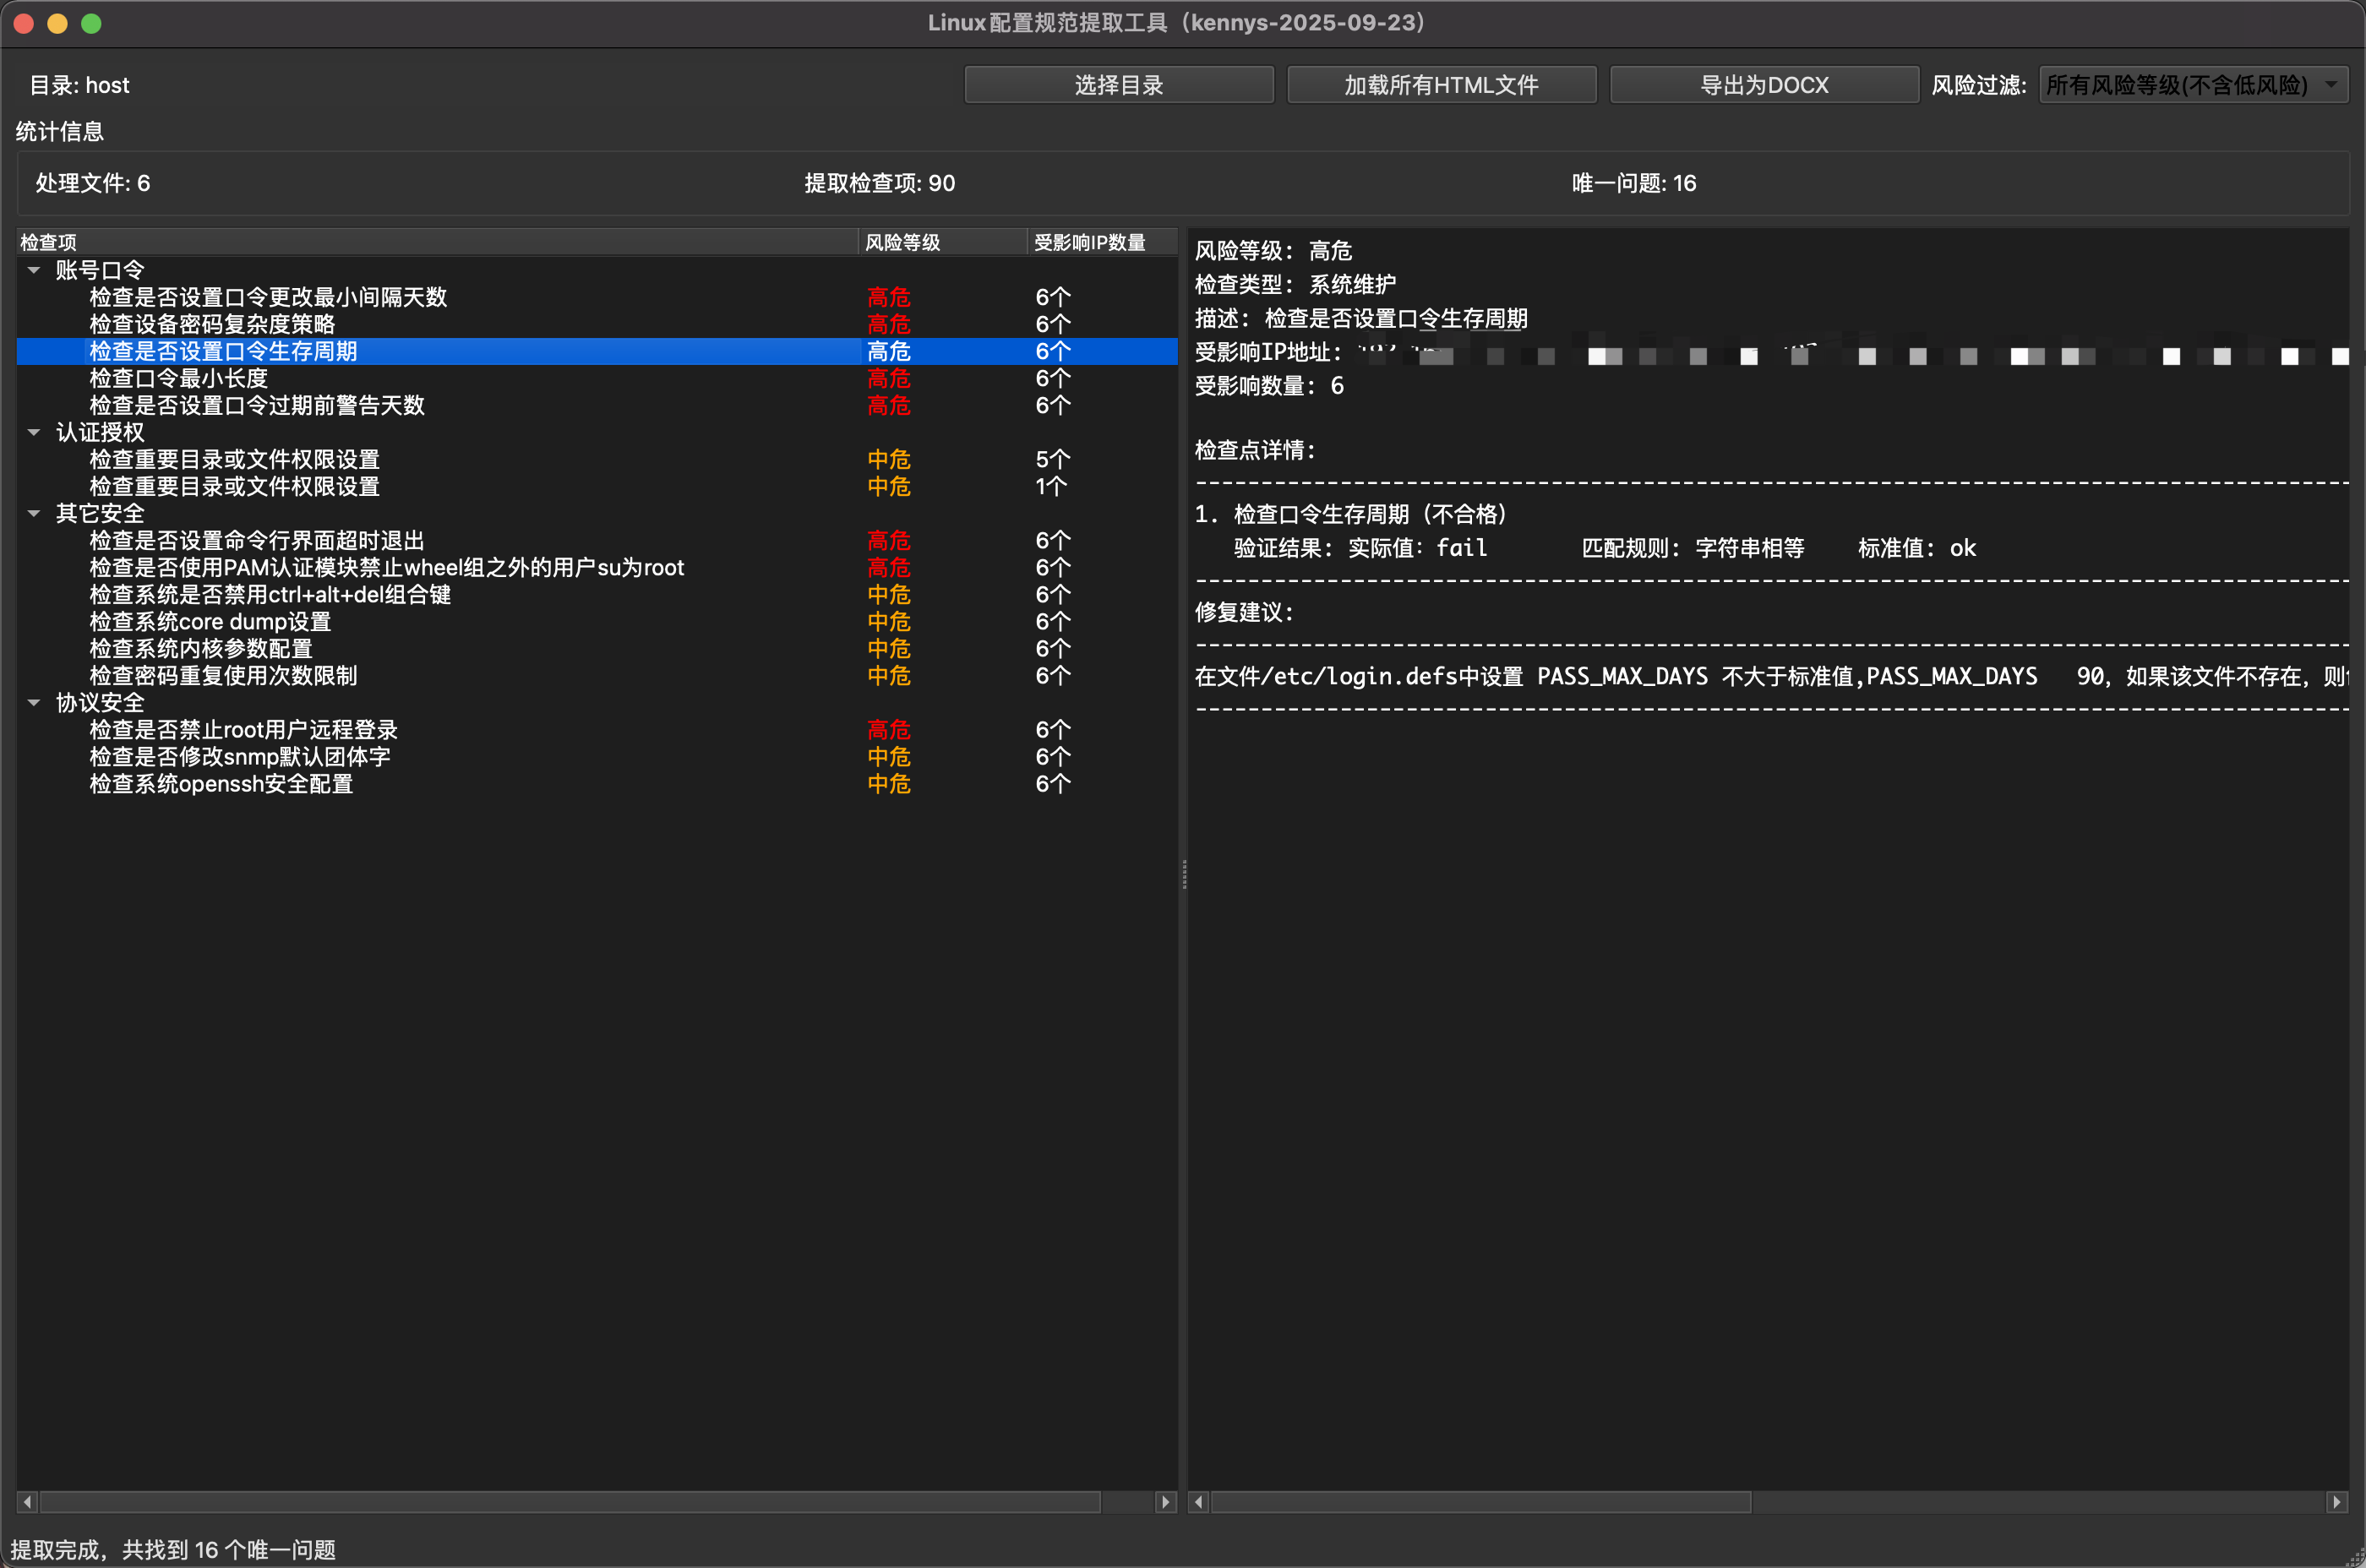 Linux配置规范提取工具（kennys-2025-09-23）
目录: host
选择目录
加载所有HTML文件
导出为DOCX
风险过滤:
所有风险等级(不含低风险)
统计信息
处理文件: 6
提取检查项: 90
唯一问题: 16
检查项 风险等级 受影响IP数量
账号口令
检查是否设置口令更改最小间隔天数 高危 6个
检查设备密码复杂度策略 高危 6个
检查是否设置口令生存周期 高危 6个
检查口令最小长度 高危 6个
检查是否设置口令过期前警告天数 高危 6个
认证授权
检查重要目录或文件权限设置 中危 5个
检查重要目录或文件权限设置 中危 1个
其它安全
检查是否设置命令行界面超时退出 高危 6个
检查是否使用PAM认证模块禁止wheel组之外的用户su为root 高危 6个
检查系统是否禁用ctrl+alt+del组合键 中危 6个
检查系统core dump设置 中危 6个
检查系统内核参数配置 中危 6个
检查密码重复使用次数限制 中危 6个
协议安全
检查是否禁止root用户远程登录 高危 6个
检查是否修改snmp默认团体字 中危 6个
检查系统openssh安全配置 中危 6个
风险等级: 高危
检查类型: 系统维护
描述: 检查是否设置口令生存周期
受影响IP地址:
受影响数量: 6
检查点详情:
--------------------------------------------------------------------------------
1. 检查口令生存周期（不合格）
验证结果: 实际值: fail 匹配规则: 字符串相等 标准值: ok
--------------------------------------------------------------------------------
修复建议:
--------------------------------------------------------------------------------
在文件/etc/login.defs中设置 PASS_MAX_DAYS 不大于标准值,PASS_MAX_DAYS 90, 如果该文件不存在, 则
--------------------------------------------------------------------------------
提取完成，共找到 16 个唯一问题